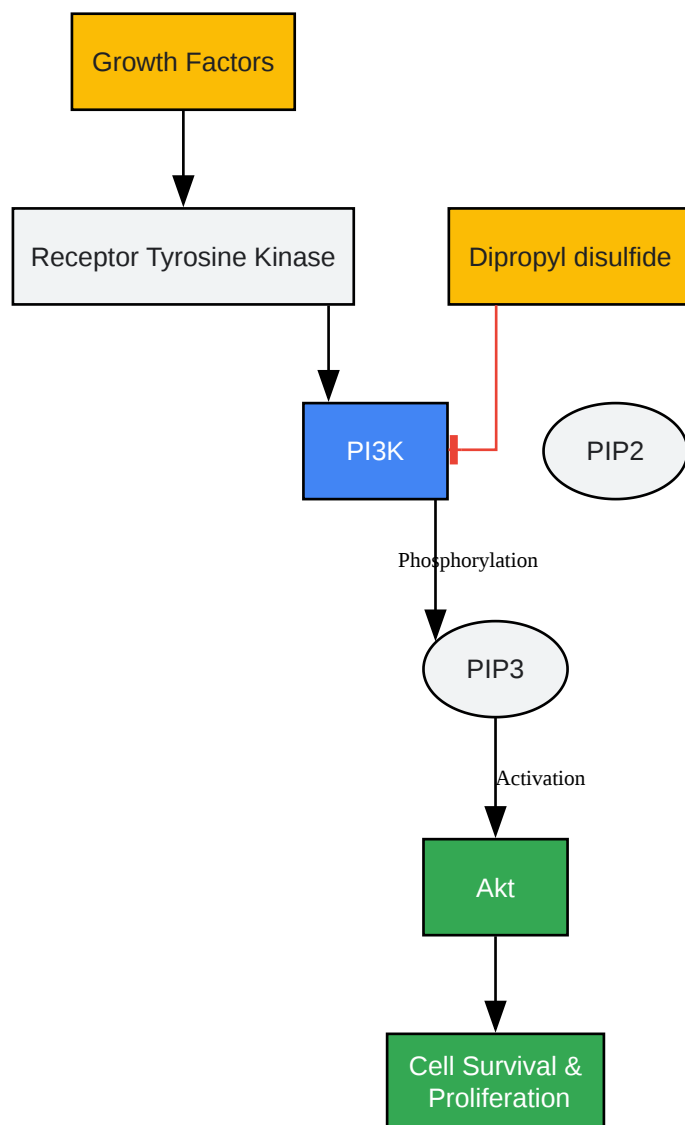 Growth Factors
Receptor Tyrosine Kinase
Dipropyl disulfide
PI3K
PIP2
Phosphorylation
PIP3
Activation
Akt
Cell Survival &
Proliferation